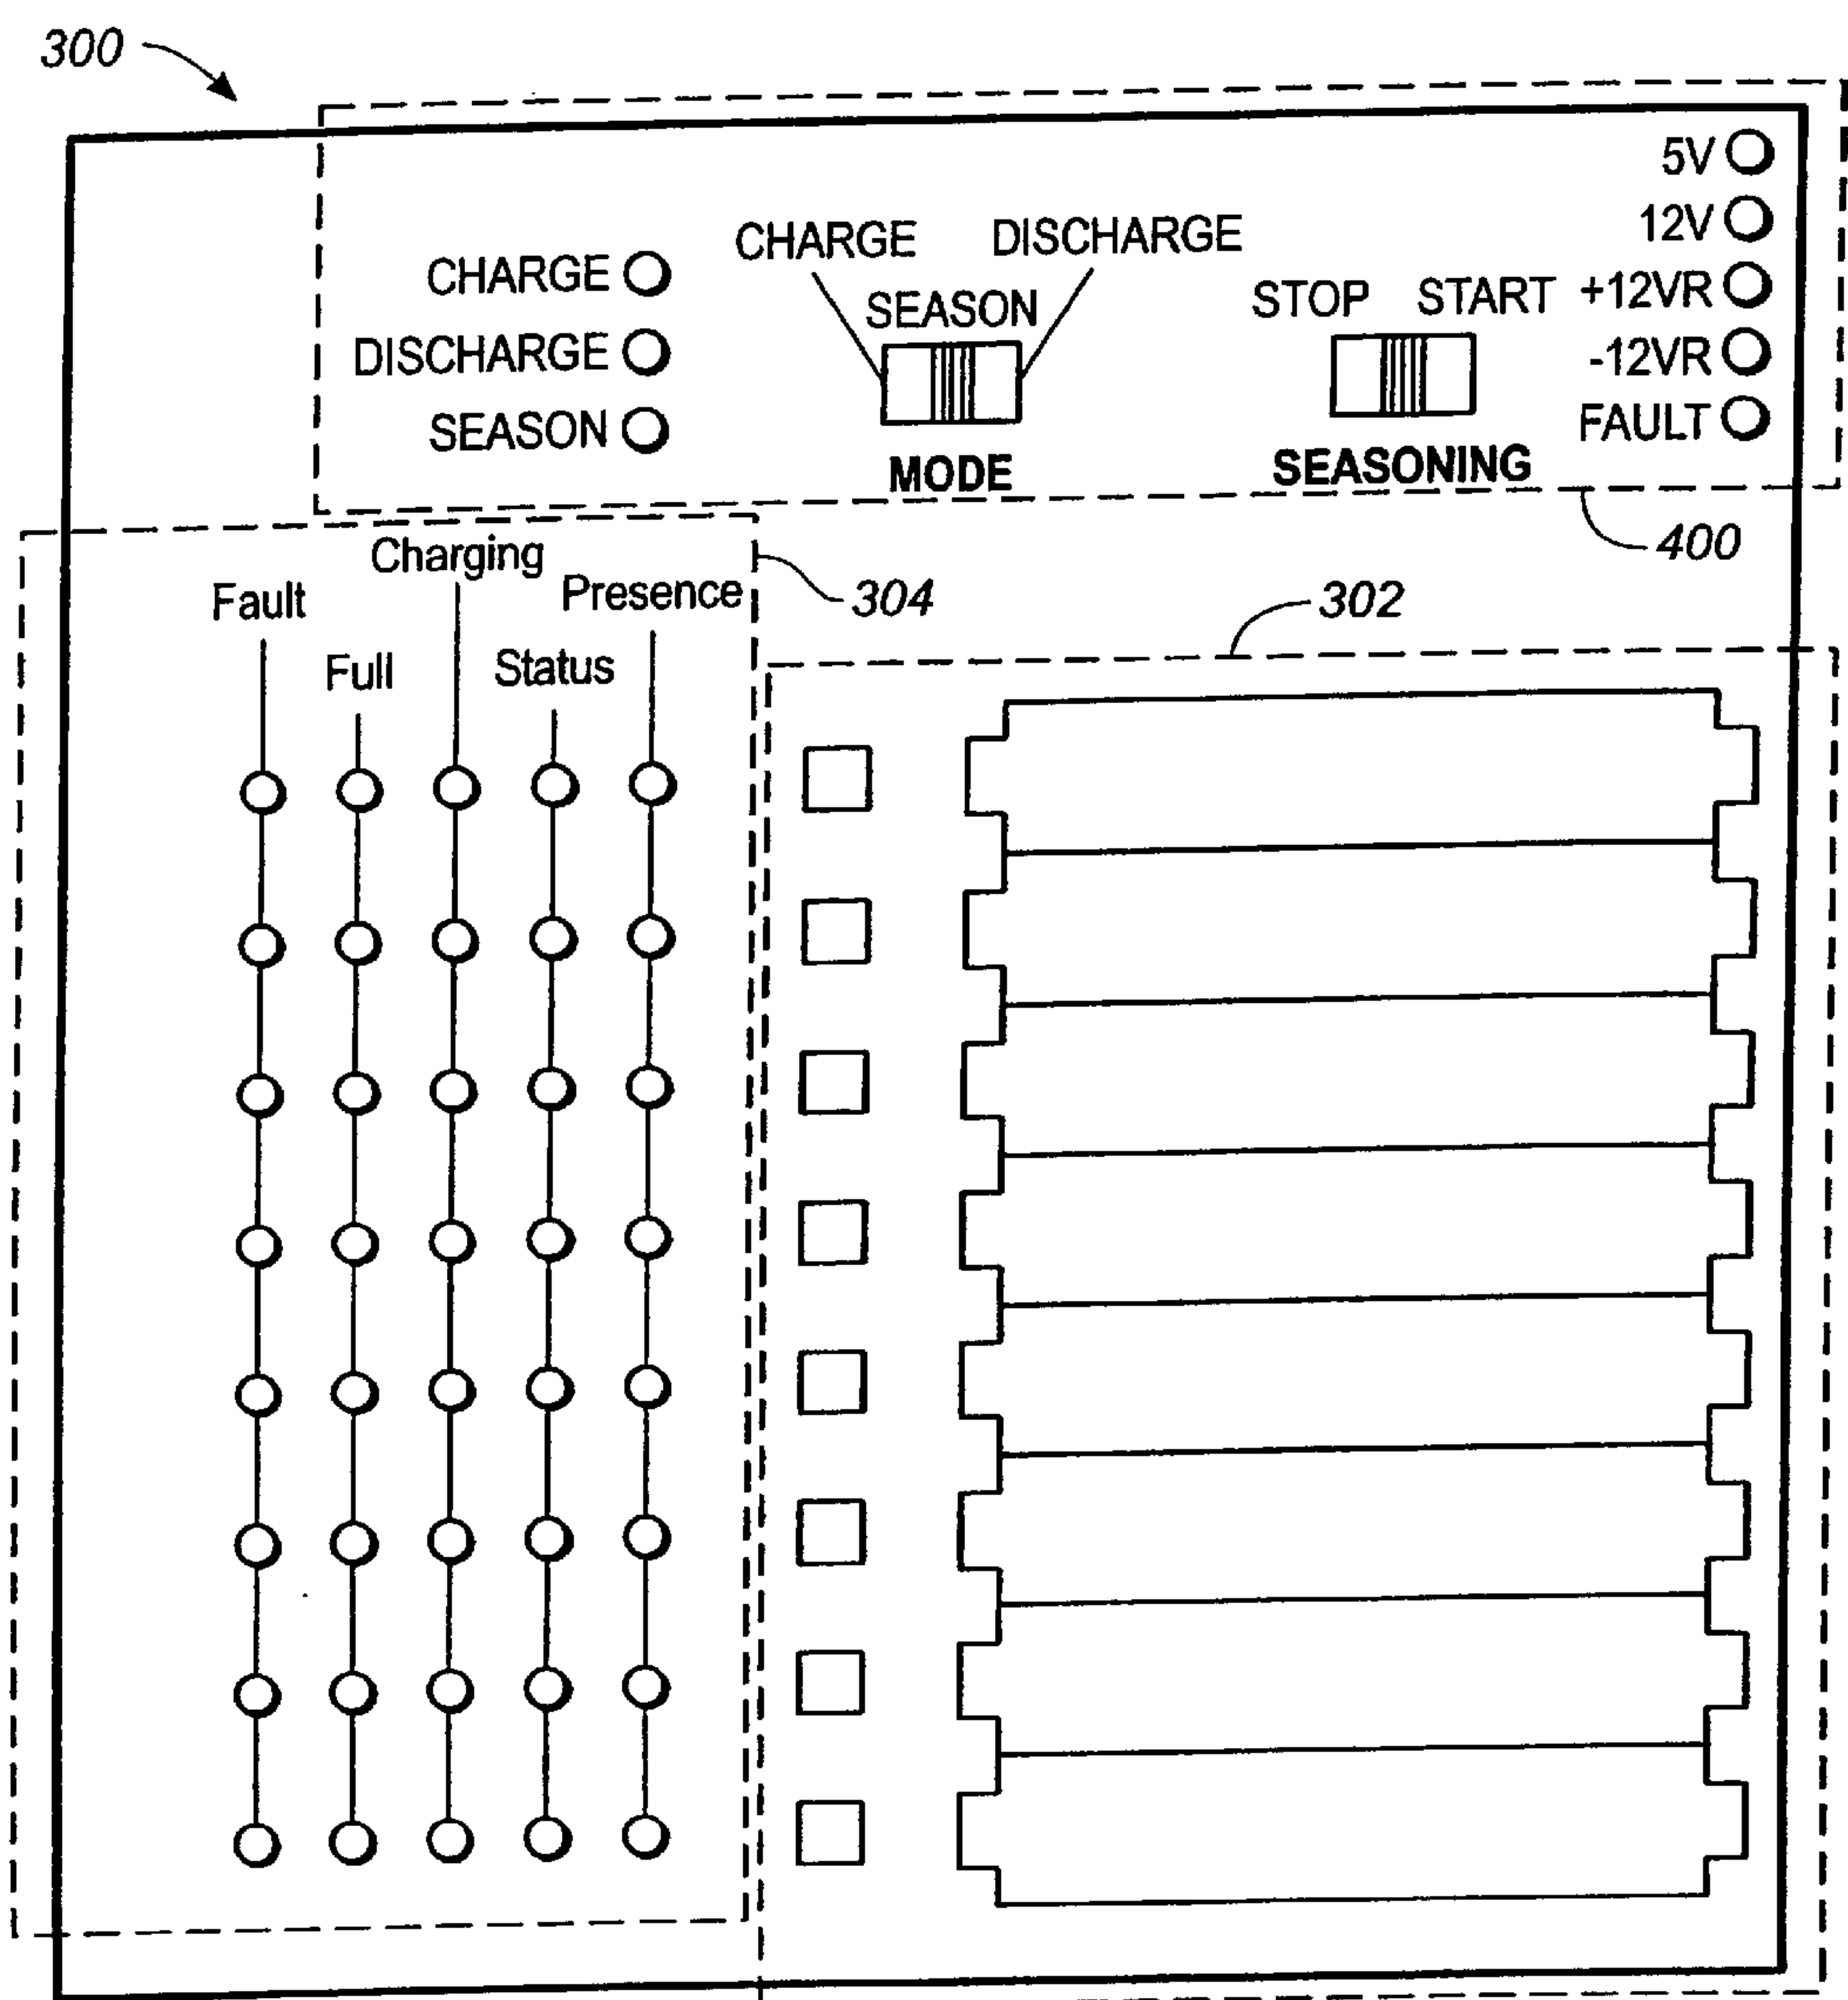 300
5V
12V
+12VR
-12VR
FAULT
CHARGE
DISCHARGE
SEASON
CHARGE DISCHARGE
SEASON
MODE
STOP START
SEASONING
400
Charging
Fault
Presence
304
302
Full
Status